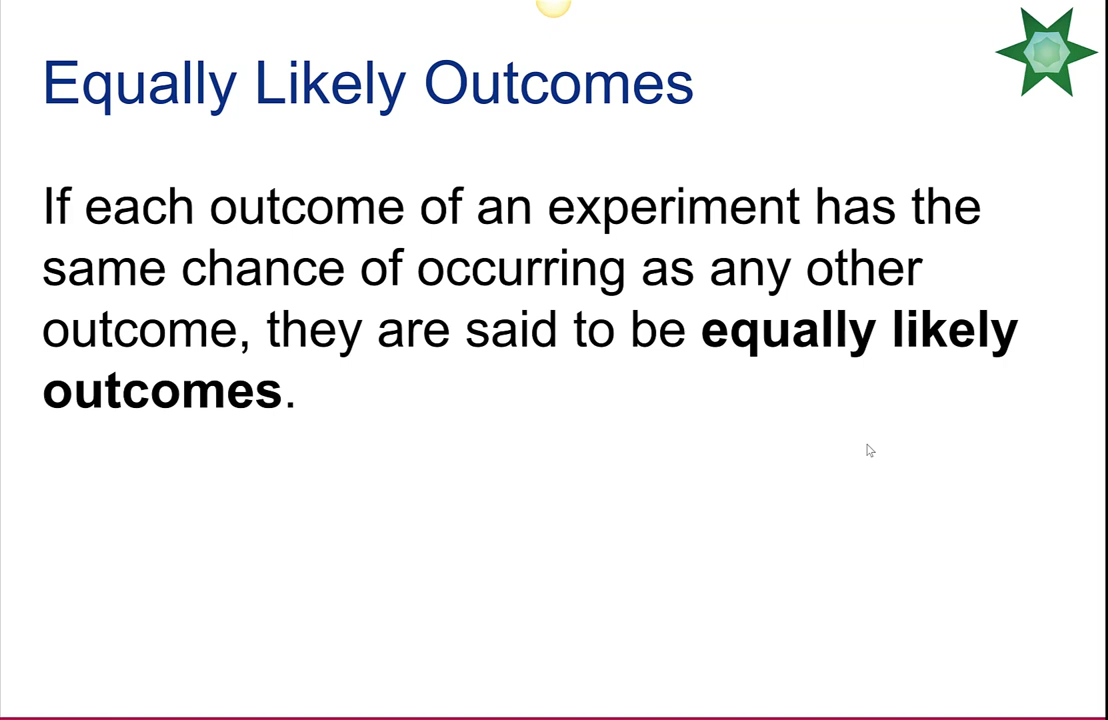 Equally Likely Outcomes
If each outcome of an experiment has the
same chance of occurring as any other
outcome, they are said to be equally likely
outcomes.